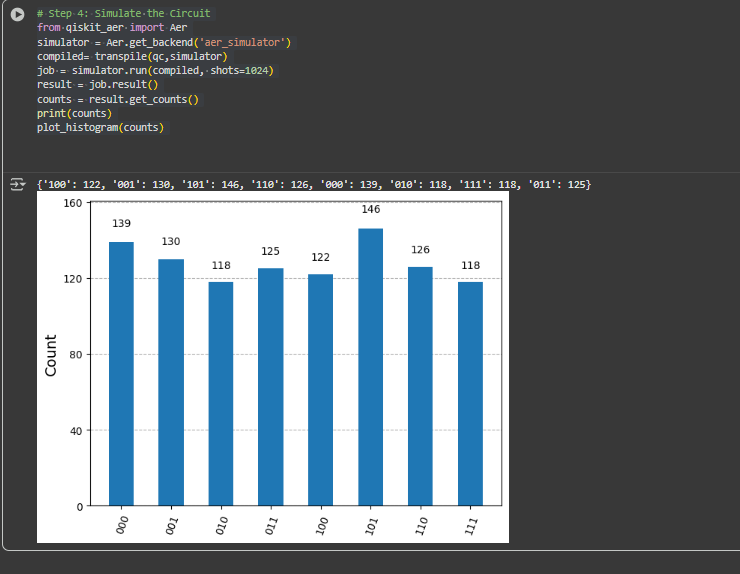 # Step 4: Simulate the Circuit
from qiskit_aer import Aer
simulator = Aer.get_backend('aer_simulator')
compiled= transpile(qc,simulator)
job = simulator.run(compiled, shots=1024)
result = job.result()
counts = result.get_counts()
print(counts)
plot_histogram(counts)
{'100': 122, '001': 130, '101': 146, '110': 126, '000': 139, '010': 118, '111': 118, '011': 125}
160
120
80
40
0
Count
139
130
118
125
122
146
126
118
000
001
010
011
100
101
110
111